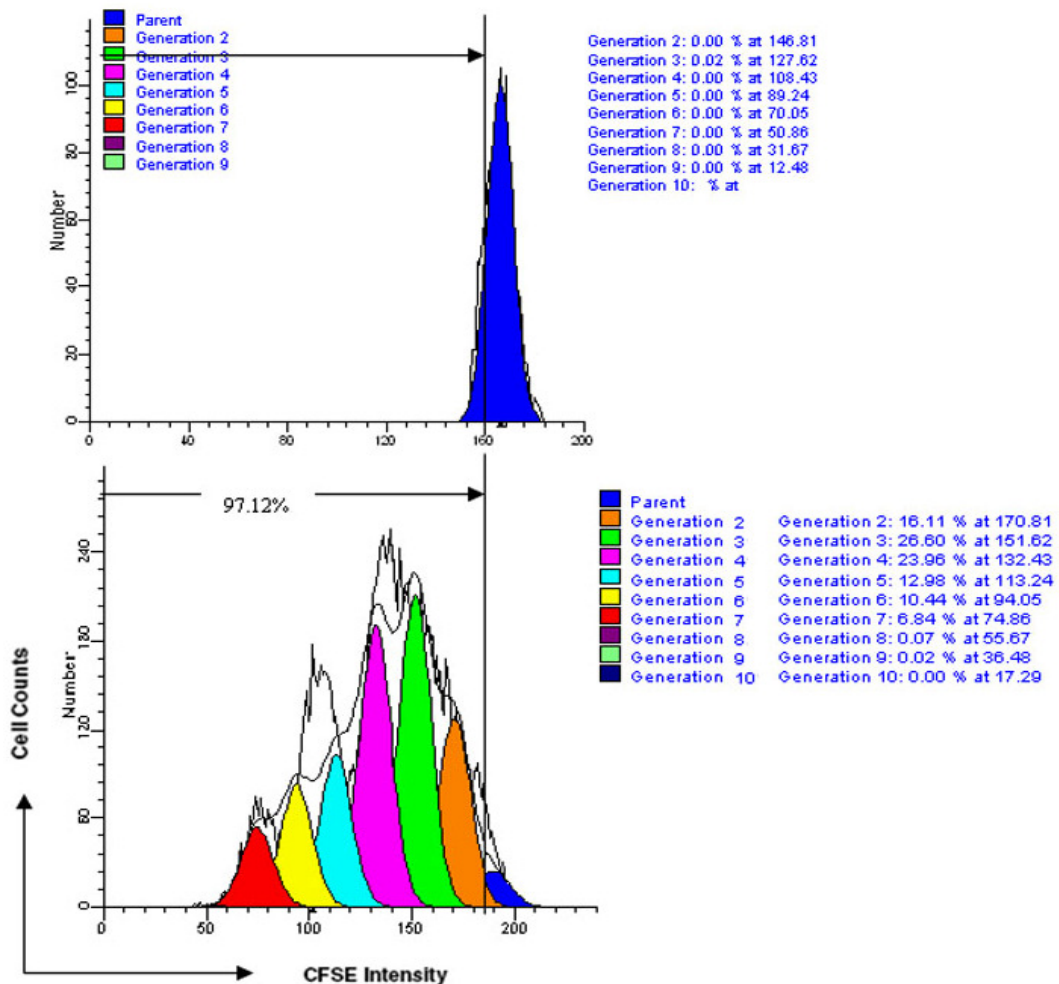 Parent
Generation 2
Generation 3
Generation 4
Generation 5
Generation 6
Generation 7
Generation 8
Generation 9
Generation 2: 0.00 % at 146.81
Generation 3: 0.02 % at 127.62
Generation 4: 0.00 % at 108.43
Generation 5: 0.00 % at 89.24
Generation 6: 0.00 % at 70.05
Generation 7: 0.00 % at 50.86
Generation 8: 0.00 % at 31.67
Generation 9: 0.00 % at 12.48
Generation 10: % at
Number
100
80
60
40
20
0
0 40 80 120 160 200
97.12%
Parent
Generation 2 Generation 2: 16.11 % at 170.81
Generation 3 Generation 3: 26.60 % at 151.62
Generation 4 Generation 4: 23.96 % at 132.43
Generation 5 Generation 5: 12.98 % at 113.24
Generation 6 Generation 6: 10.44 % at 94.05
Generation 7 Generation 7: 6.84 % at 74.86
Generation 8 Generation 8: 0.07 % at 55.67
Generation 9 Generation 9: 0.02 % at 36.48
Generation 10 Generation 10: 0.00 % at 17.29
Cell Counts
Number
240
180
120
60
0
0 50 100 150 200
CFSE Intensity